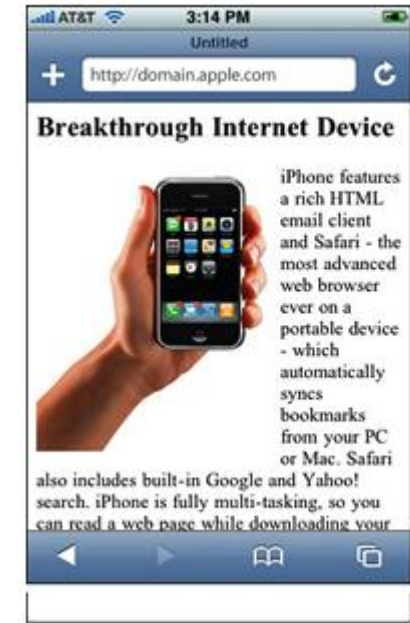 AT&T 3:14 PM
Untitled
http://domain.apple.com
Breakthrough Internet Device
iPhone features
a rich HTML
email client
and Safari - the
most advanced
web browser
ever on a
portable device
- which
automatically
syncs
bookmarks
from your PC
or Mac. Safari
also includes built-in Google and Yahoo!
search. iPhone is fully multi-tasking, so you
can read a web page while downloading your